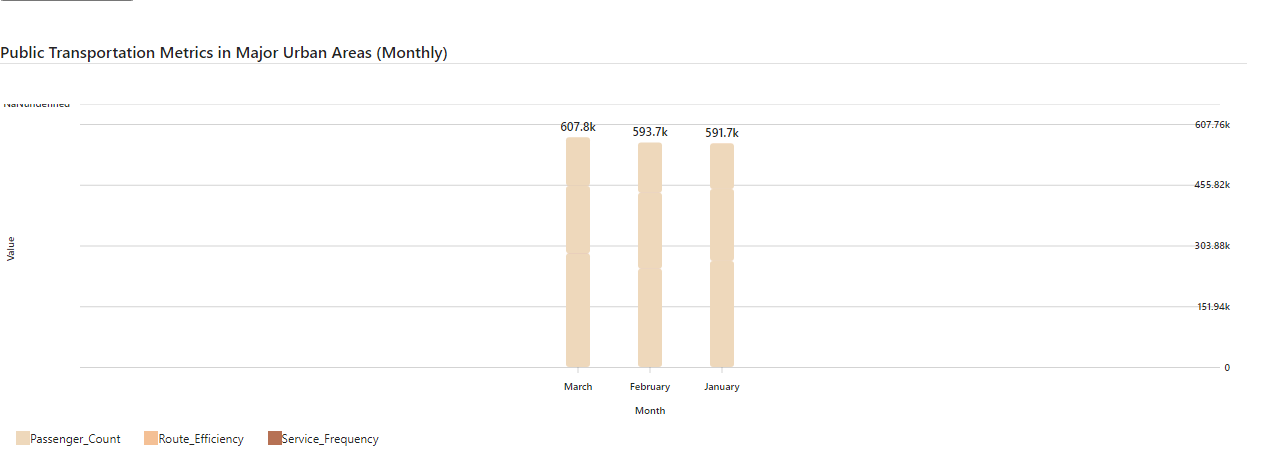 Public Transportation Metrics in Major Urban Areas (Monthly)
NaNundefined
607.8k
593.7k
591.7k
607.76k
455.82k
303.88k
151.94k
0
Value
March
February
January
Month
Passenger_Count
Route_Efficiency
Service_Frequency